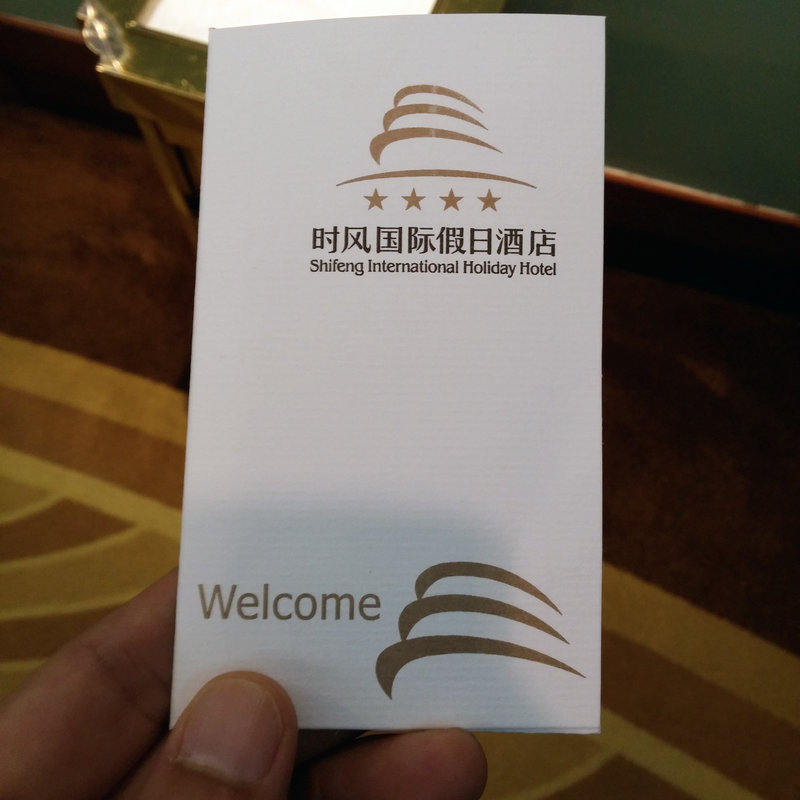 时风国际假日酒店
Shifeng International Holiday Hotel
Welcome